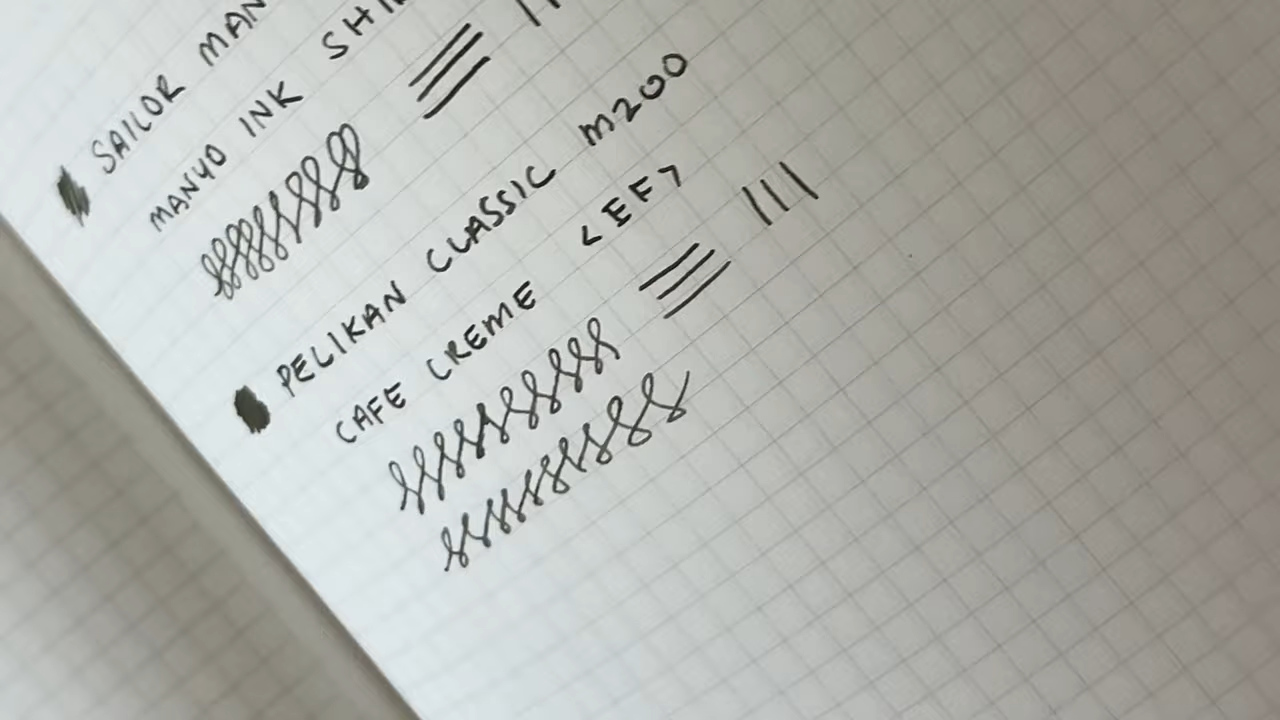 SAILOR MAN
MANYO INK SHI
PELIKAN CLASSIC M200
CAFE CREME <EF>